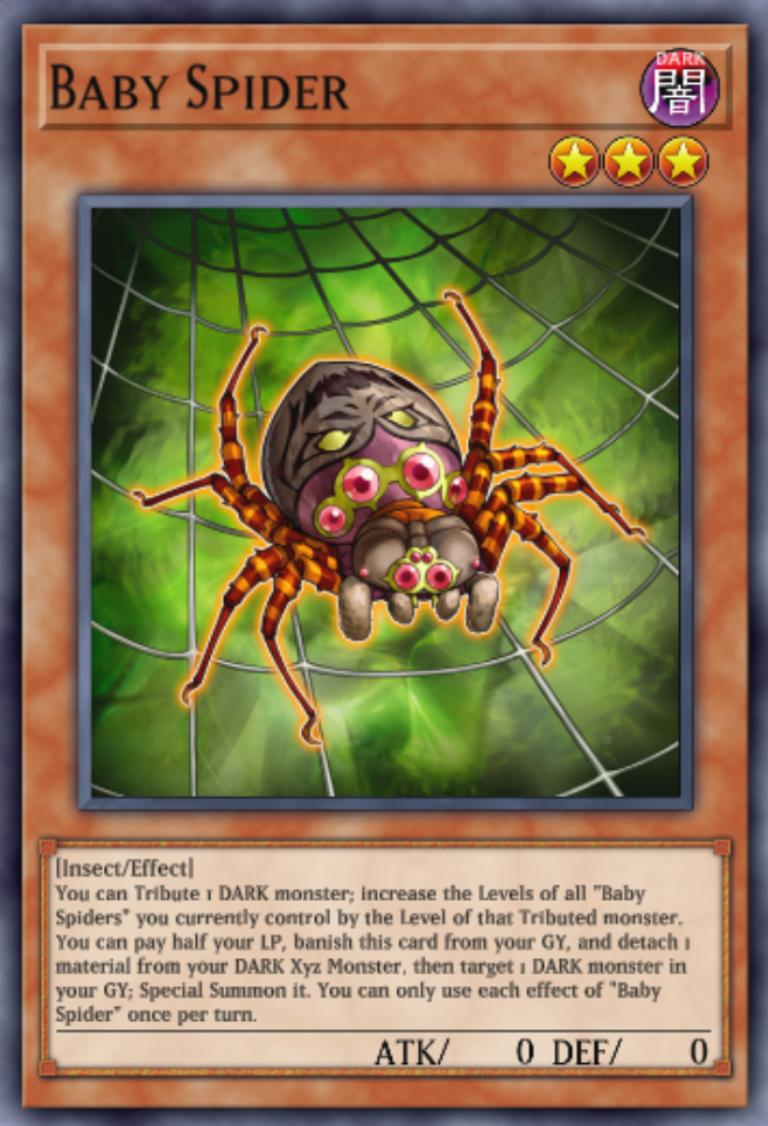 BABY SPIDER
DARK
闇
[Insect/Effect]
You can Tribute 1 DARK monster; increase the Levels of all "Baby
Spiders" you currently control by the Level of that Tributed monster.
You can pay half your LP, banish this card from your GY, and detach 1
material from your DARK Xyz Monster, then target 1 DARK monster in
your GY; Special Summon it. You can only use each effect of "Baby
Spider" once per turn.
ATK/ 0 DEF/ 0